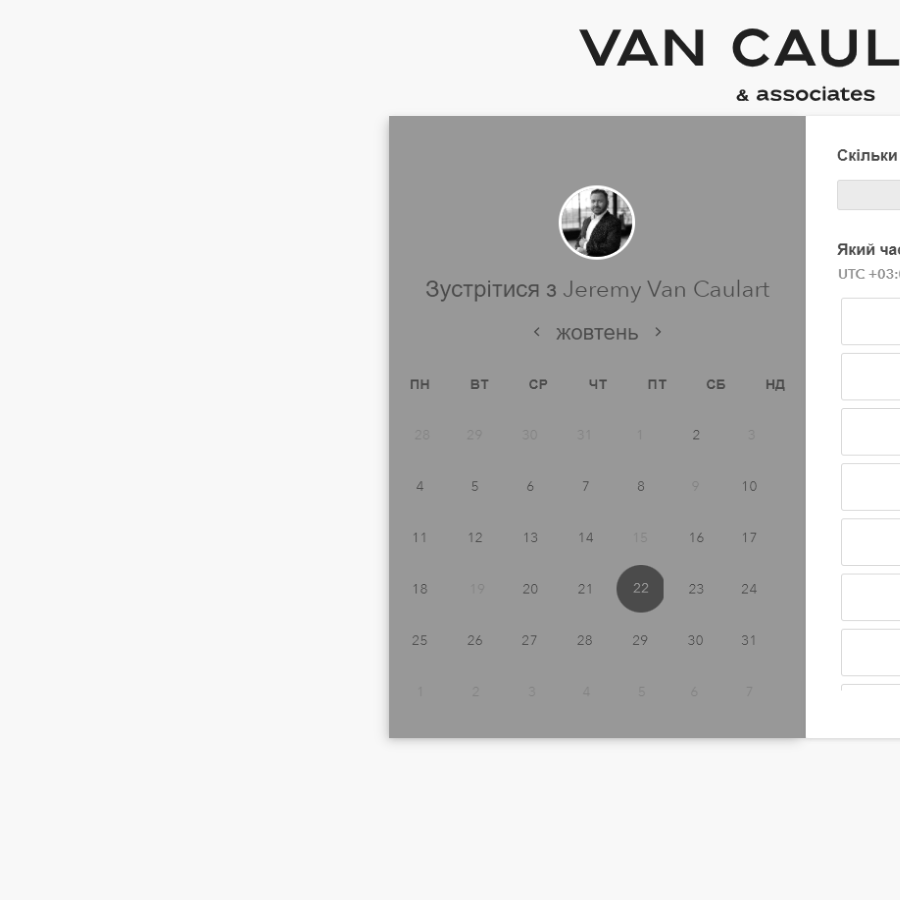 VAN CAUL
& associates
Скільки
Зустрітися з Jeremy Van Caulart
Який час
UTC +03:
жовтень
ПН ВТ СР ЧТ ПТ СБ НД
28 29 30 31 1 2 3
4 5 6 7 8 9 10
11 12 13 14 15 16 17
18 19 20 21 22 23 24
25 26 27 28 29 30 31
1 2 3 4 5 6 7